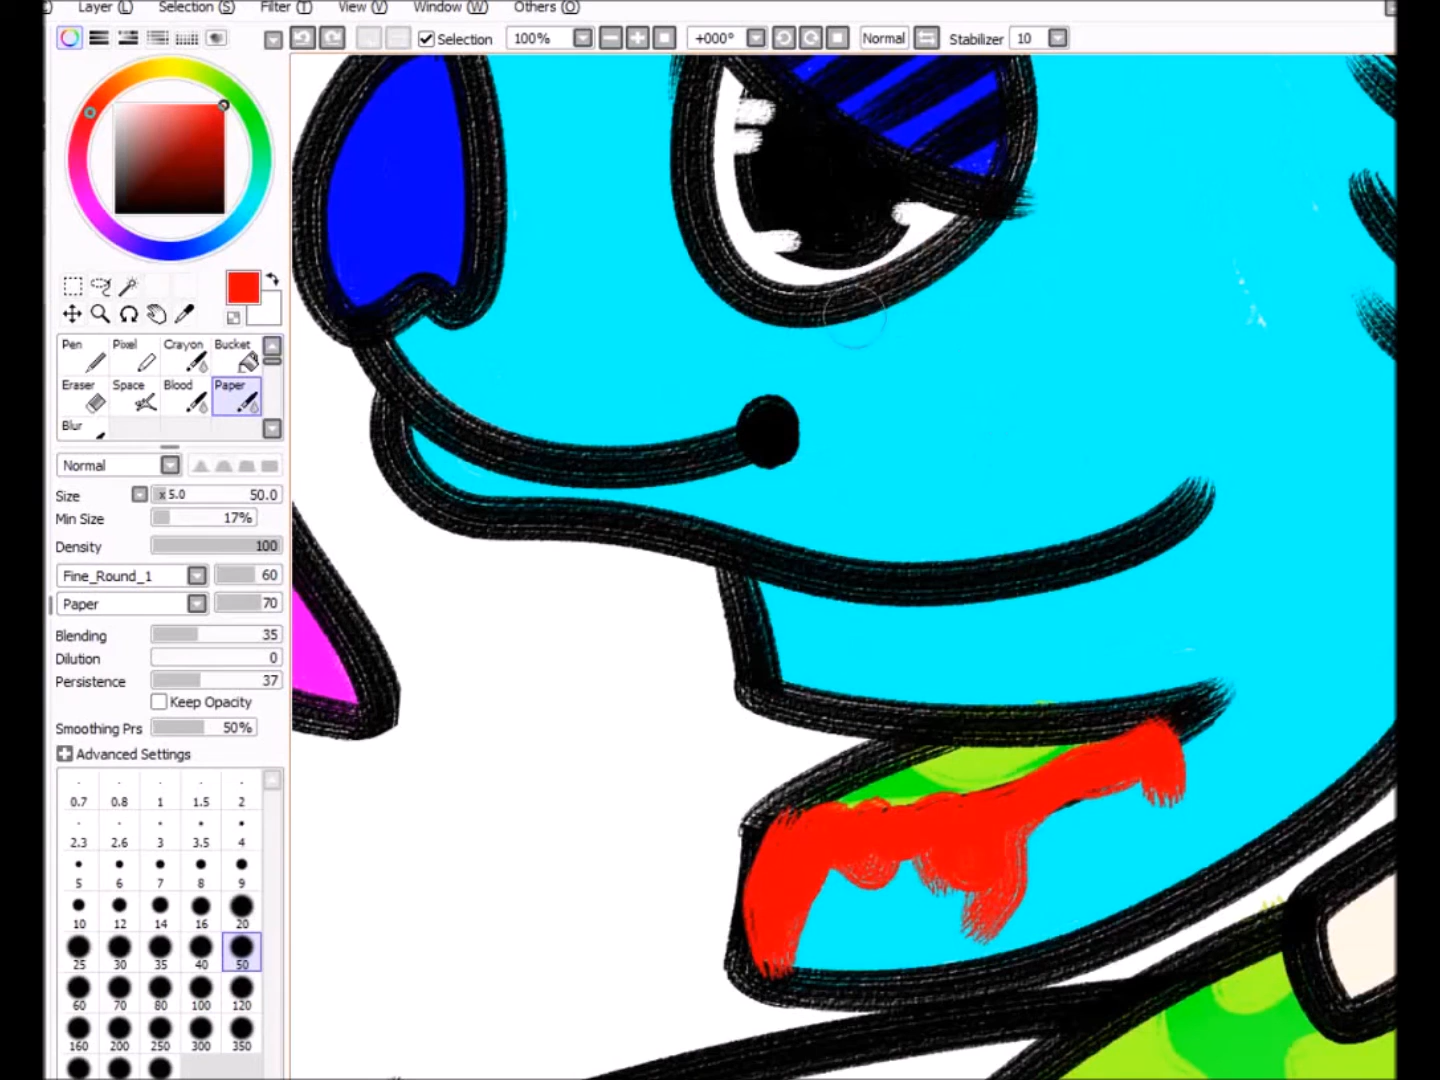 Layer (L) Selection (S) Filter (T) View (V) Window (W) Others (O)
Selection 100% +000° Normal Stabilizer 10
Pen Pixel Crayon Bucket
Eraser Space Blood Paper
Blur
Normal
Size x 5.0 50.0
Min Size 17%
Density 100
Fine_Round_1 60
Paper 70
Blending 35
Dilution 0
Persistence 37
Keep Opacity
Smoothing Prs 50%
Advanced Settings
0.7 0.8 1 1.5 2
2.3 2.6 3 3.5 4
5 6 7 8 9
10 12 14 16 20
25 30 35 40 50
60 70 80 100 120
160 200 250 300 350